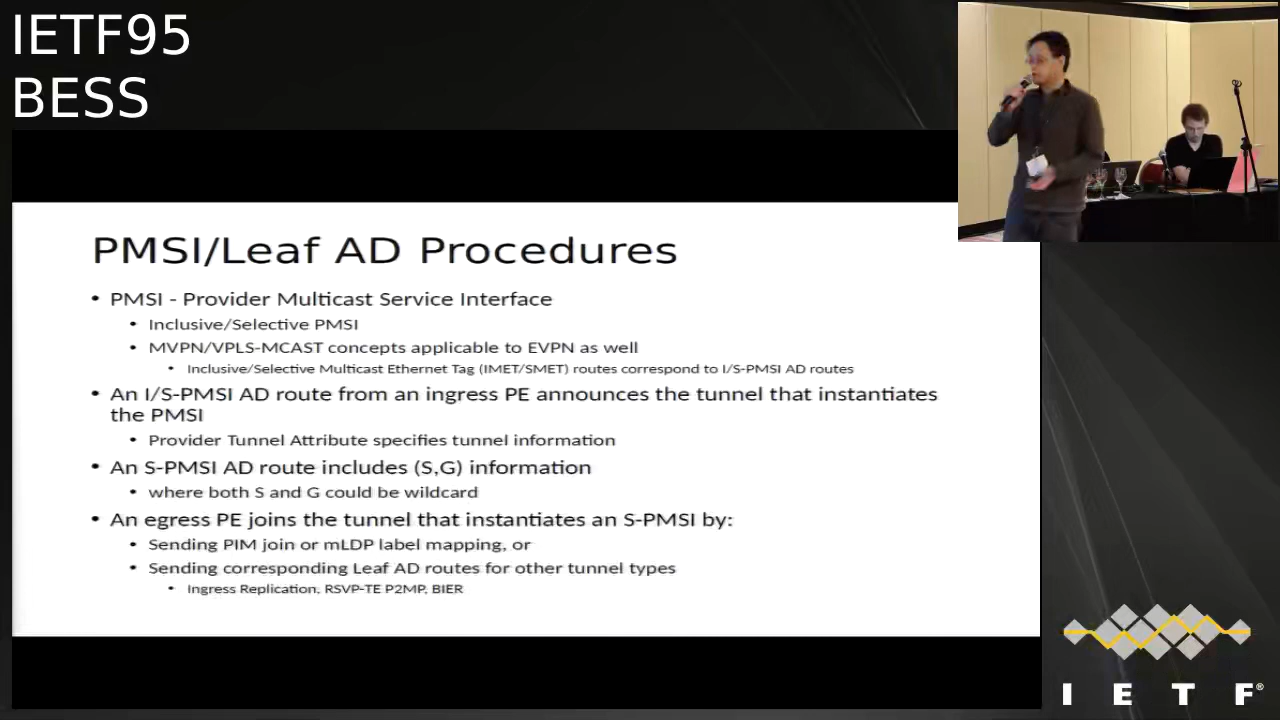 IETF95
BESS
PMSI/Leaf AD Procedures
• PMSI - Provider Multicast Service Interface
• Inclusive/Selective PMSI
• MVPN/VPLS-MCAST concepts applicable to EVPN as well
• Inclusive/Selective Multicast Ethernet Tag (IMET/SMET) routes correspond to I/S-PMSI AD routes
• An I/S-PMSI AD route from an ingress PE announces the tunnel that instantiates
the PMSI
• Provider Tunnel Attribute specifies tunnel information
• An S-PMSI AD route includes (S,G) information
• where both S and G could be wildcard
• An egress PE joins the tunnel that instantiates an S-PMSI by:
• Sending PIM join or mLDP label mapping, or
• Sending corresponding Leaf AD routes for other tunnel types
• Ingress Replication, RSVP-TE P2MP, BIER
I E T F®